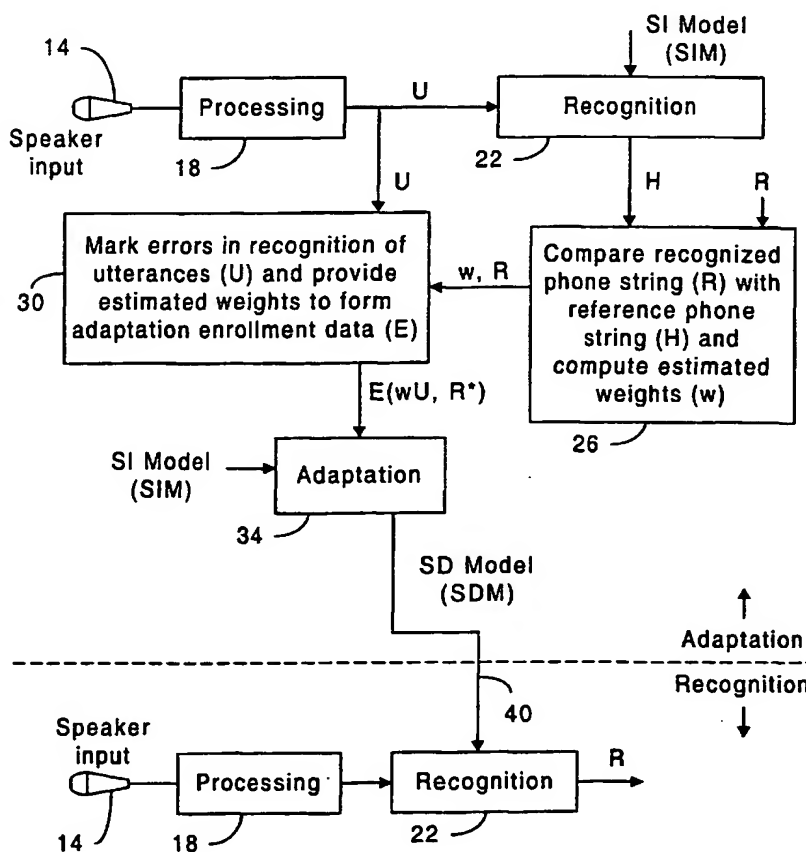 SI Model
(SIM)
14
Processing
U
Recognition
Speaker
input
18
22
U
H
R
30
Mark errors in recognition of
utterances (U) and provide
estimated weights to form
adaptation enrollment data (E)
w, R
Compare recognized
phone string (R) with
reference phone
string (H) and
compute estimated
weights (w)
26
E(wU, R*)
SI Model
(SIM)
Adaptation
34
SD Model
(SDM)
Adaptation
Recognition
40
Speaker
input
Processing
Recognition
R
14
18
22